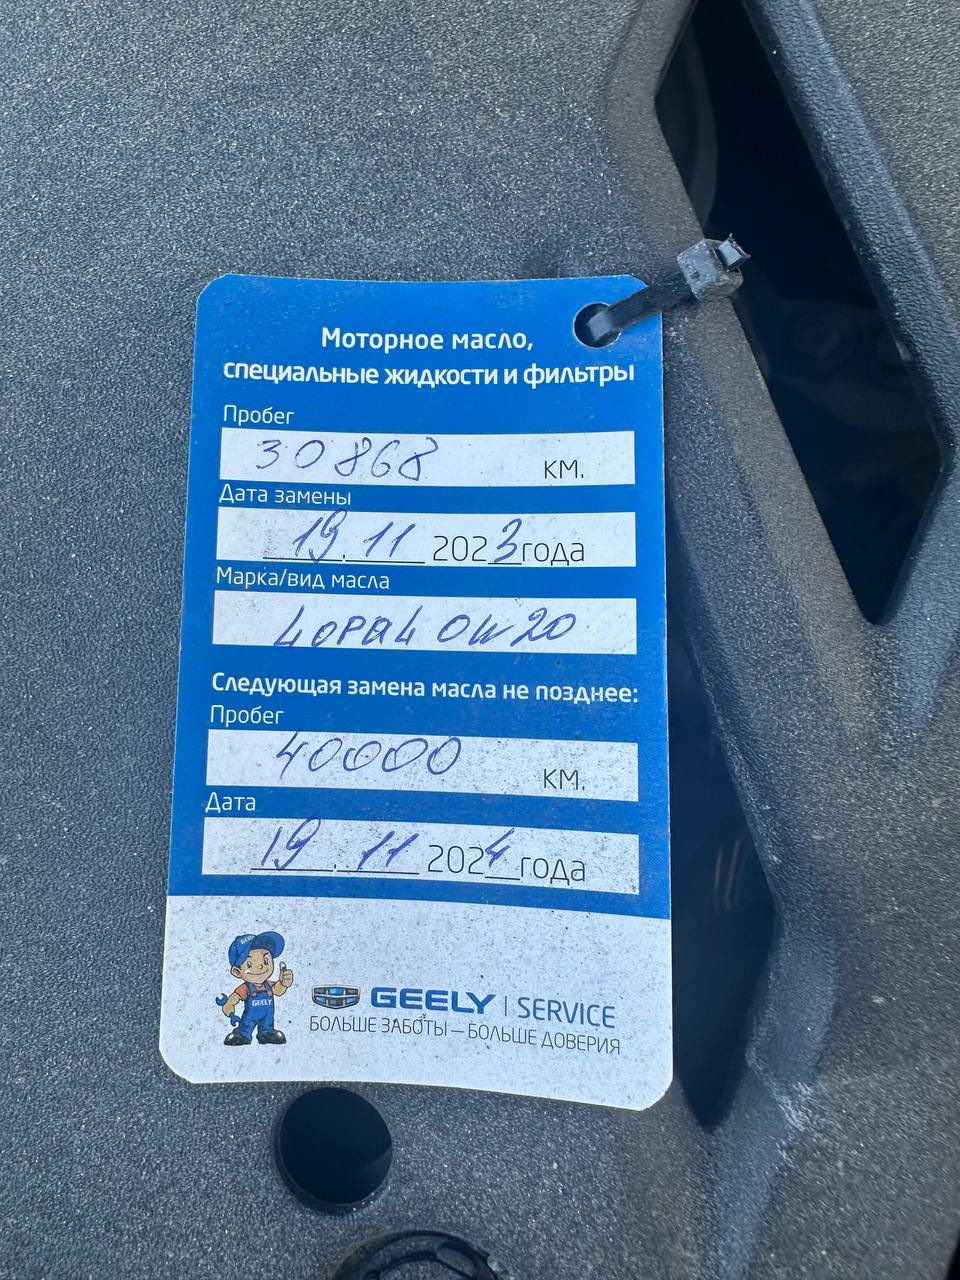 Моторное масло,
специальные жидкости и фильтры
Пробег
30868 КМ.
Дата замены
19.11 2023 года
Марка/вид масла
0W20
Следующая замена масла не позднее:
Пробег
40000 КМ.
Дата
19.11 2024 года
GEELY
GEELY | SERVICE
БОЛЬШЕ ЗАБОТЫ – БОЛЬШЕ ДОВЕРИЯ